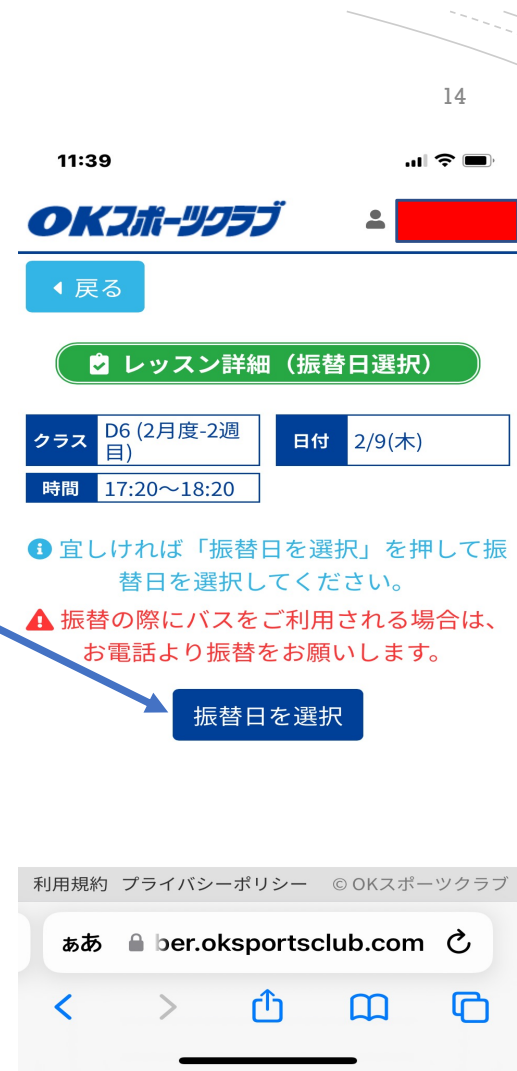 14
11:39
OKスポーツクラブ
戻る
レッスン詳細（振替日選択）
クラス D6 (2月度-2週目)
日付 2/9(木)
時間 17:20〜18:20
宜しければ「振替日を選択」を押して振
替日を選択してください。
振替の際にバスをご利用される場合は、
お電話より振替をお願いします。
振替日を選択
利用規約 プライバシーポリシー © OKスポーツクラブ
ぁあ ber.oksportsclub.com